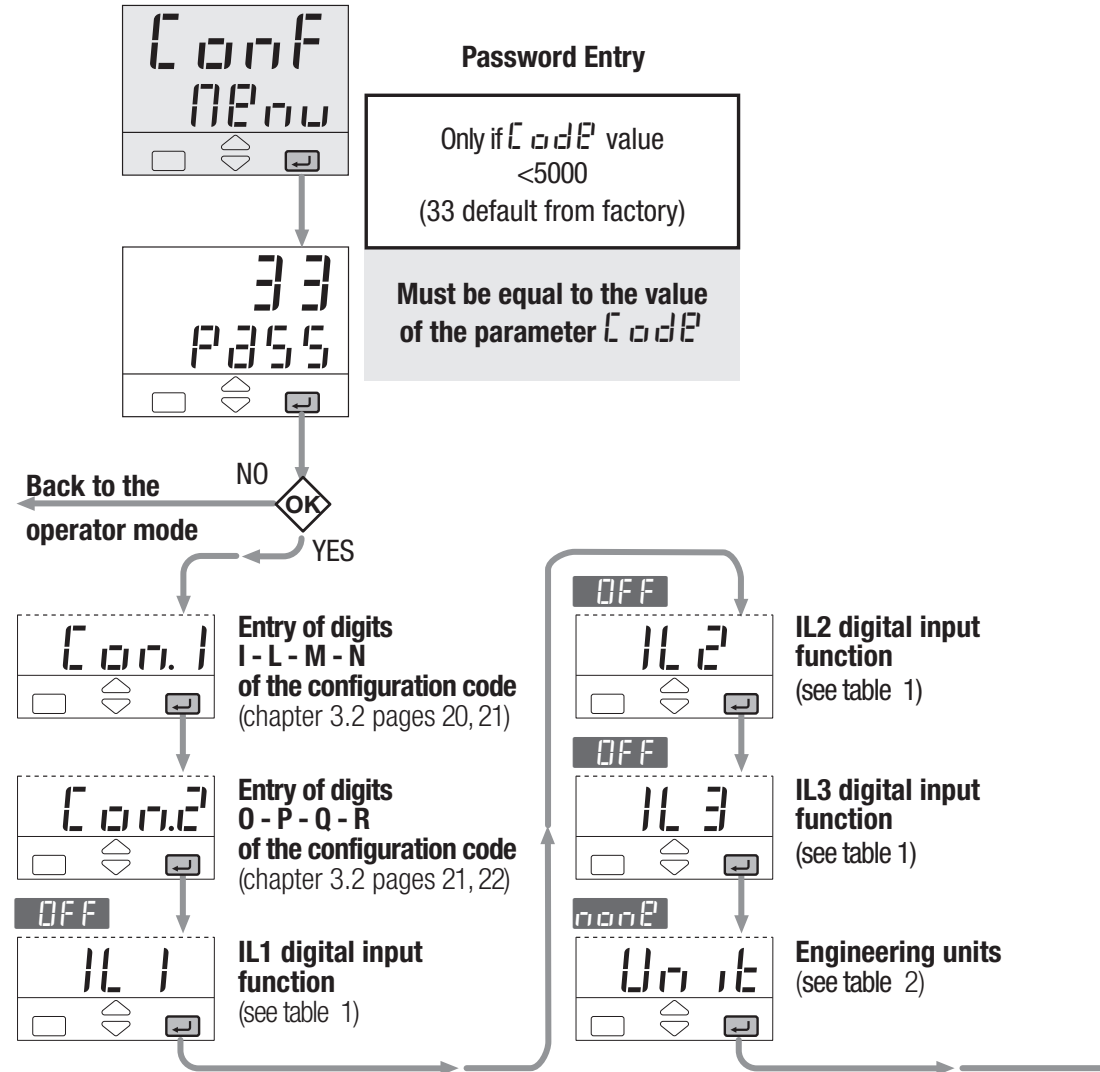 ConF
MEnu
Password Entry
Only if CodE value
<5000
(33 default from factory)
33
PaSS
Must be equal to the value
of the parameter CodE
NO
Back to the
operator mode
OK
YES
Con.1
Entry of digits
I - L - M - N
of the configuration code
(chapter 3.2 pages 20, 21)
Con.2
Entry of digits
O - P - Q - R
of the configuration code
(chapter 3.2 pages 21, 22)
OFF
IL 1
IL1 digital input
function
(see table 1)
OFF
IL2
IL2 digital input
function
(see table 1)
OFF
IL3
IL3 digital input
function
(see table 1)
nonE
Unit
Engineering units
(see table 2)